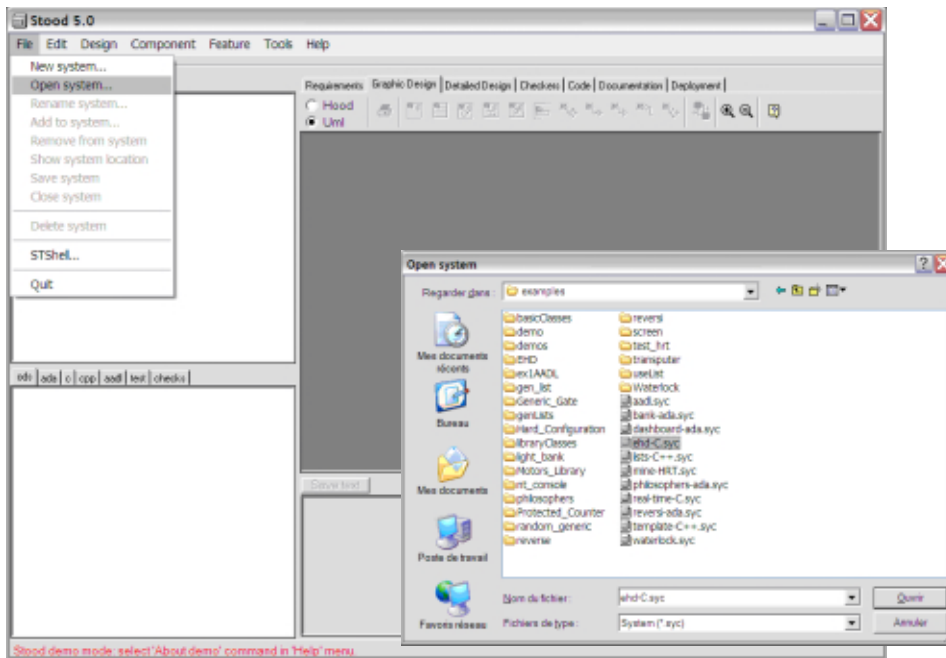 Stood 5.0
File Edit Design Component Feature Tools Help
New system...
Open system...
Rename system...
Add to system...
Remove from system
Show system location
Save system
Close system
Delete system
STShell...
Quit
Requirements Graphic Design Detailed Design Checkers Code Documentation Deployment
Hood
Uml
ods ada c cpp aadl test checks
Save text
Open system
Regarder dans : examples
Mes documents récents
Bureau
Mes documents
Poste de travail
Favoris réseau
basicClasses
demo
demos
EHD
ex1AADL
gen_list
Generic_Gate
genLists
Hard_Configuration
libraryClasses
light_bank
Motors_Library
nt_console
philosophers
Protected_Counter
random_generic
reverse
reversi
screen
test_hrt
transputer
useList
Waterlock
aadl.syc
bank-ada.syc
dashboard-ada.syc
ehd-C.syc
lists-C++.syc
mine-HRT.syc
philosophers-ada.syc
real-time-C.syc
reversi-ada.syc
template-C++.syc
waterlock.syc
Nom du fichier : ehd-C.syc Ouvrir
Fichiers de type : System (*.syc) Annuler
Stood demo mode: select 'About demo' command in 'Help' menu.